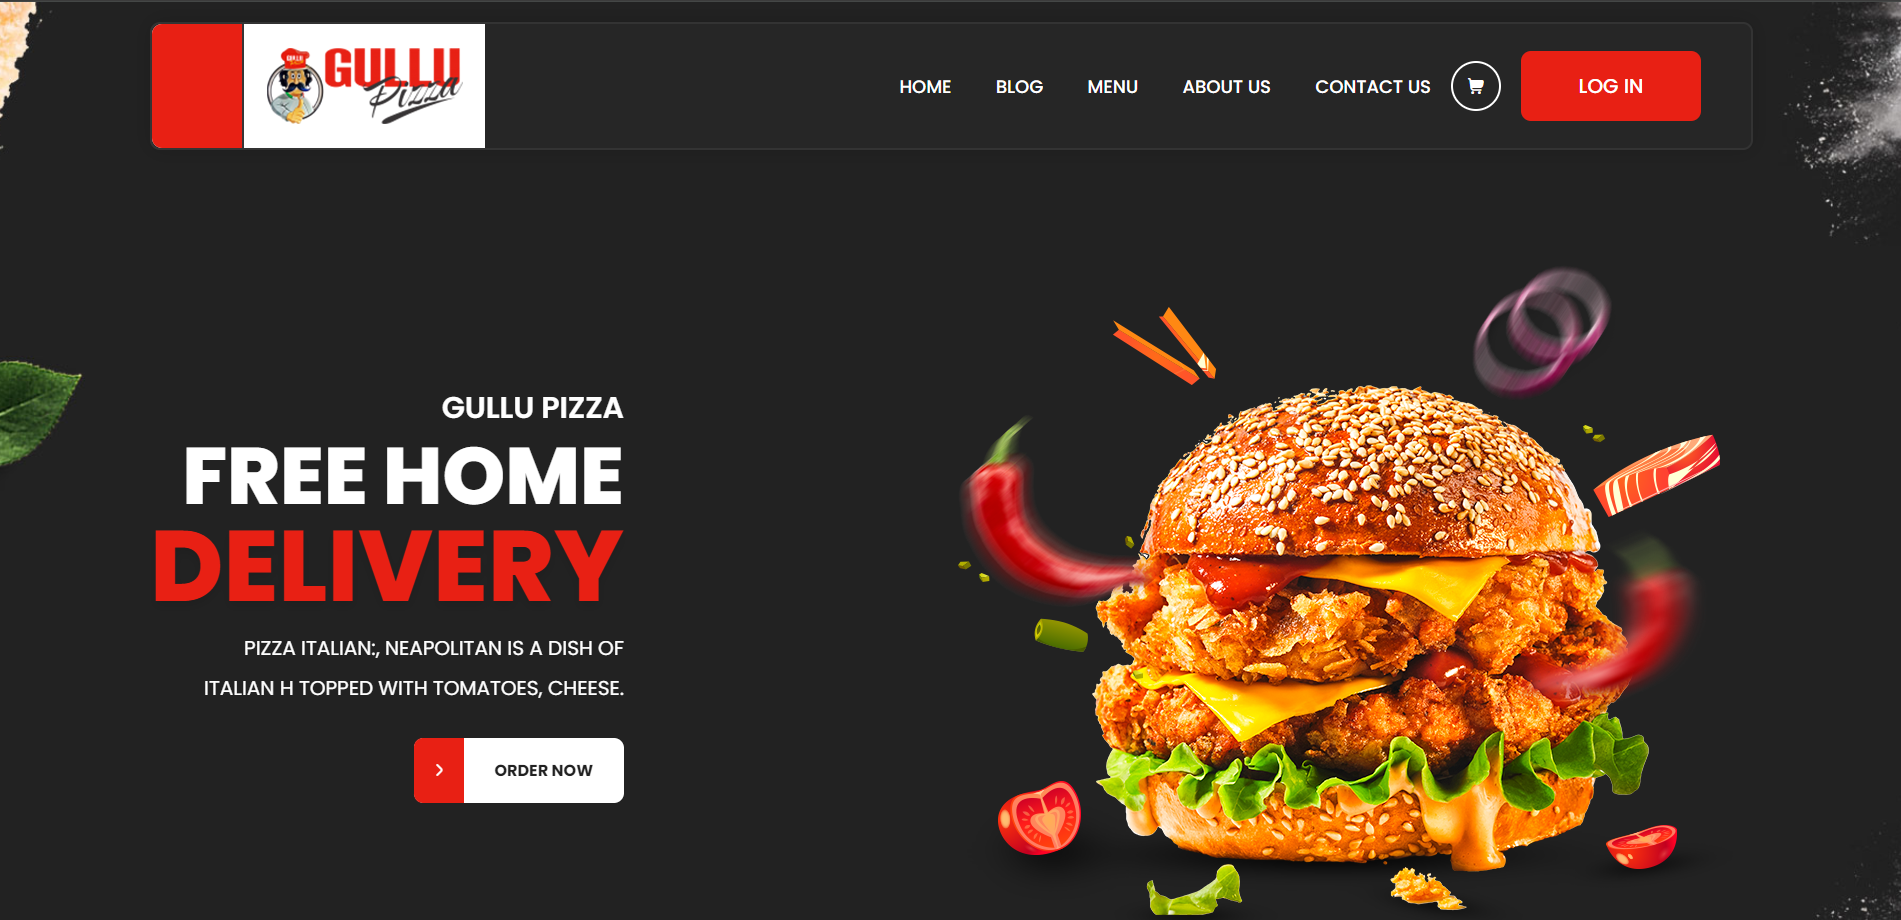 GULLU
Pizza
HOME BLOG MENU ABOUT US CONTACT US LOG IN
GULLU PIZZA
FREE HOME
DELIVERY
PIZZA ITALIAN:, NEAPOLITAN IS A DISH OF
ITALIAN H TOPPED WITH TOMATOES, CHEESE.
ORDER NOW